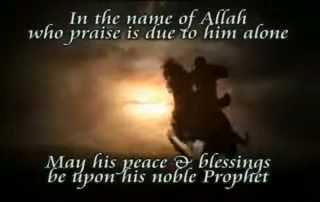 In the name of Allah
who praise is due to him alone
May his peace & blessings
be upon his noble Prophet